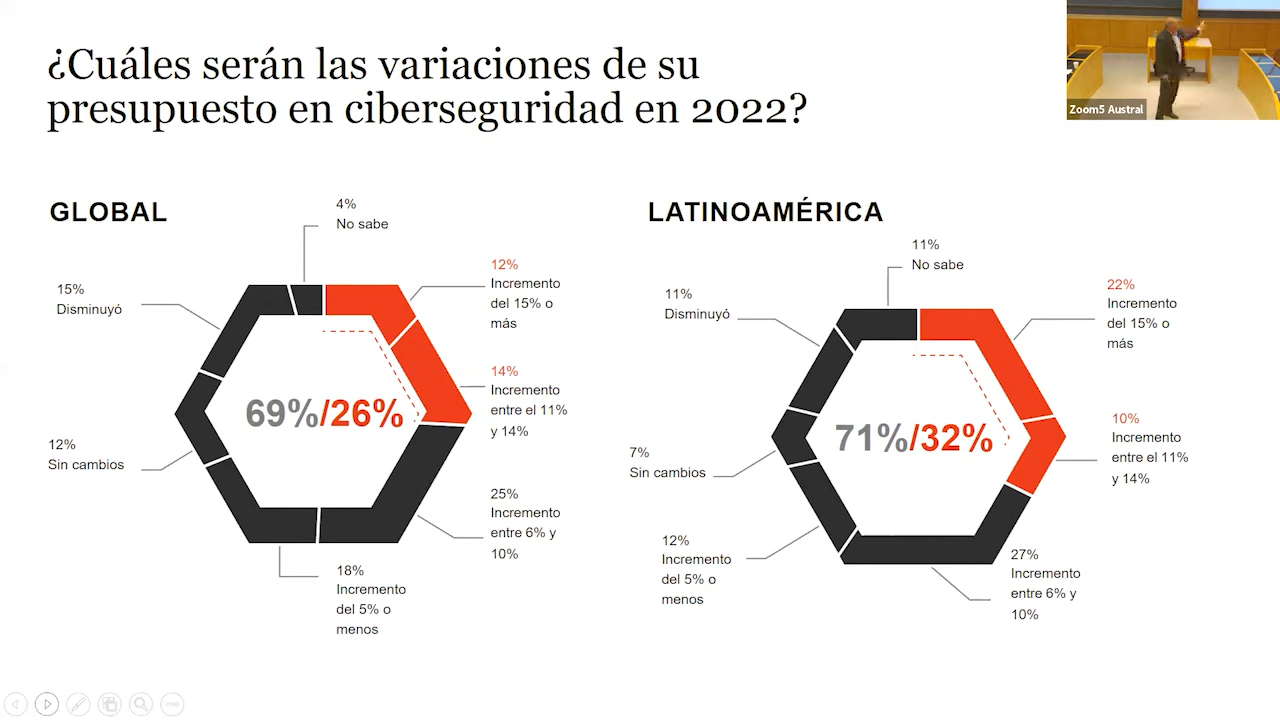 ¿Cuáles serán las variaciones de su
presupuesto en ciberseguridad en 2022?
Zoom5 Austral
GLOBAL
4%
No sabe
12%
Incremento
del 15% o
más
14%
Incremento
entre el 11%
y 14%
25%
Incremento
entre 6% y
10%
18%
Incremento
del 5% o
menos
12%
Sin cambios
15%
Disminuyó
69%/26%
LATINOAMÉRICA
11%
No sabe
22%
Incremento
del 15% o
más
10%
Incremento
entre el 11%
y 14%
27%
Incremento
entre 6% y
10%
12%
Incremento
del 5% o
menos
7%
Sin cambios
11%
Disminuyó
71%/32%